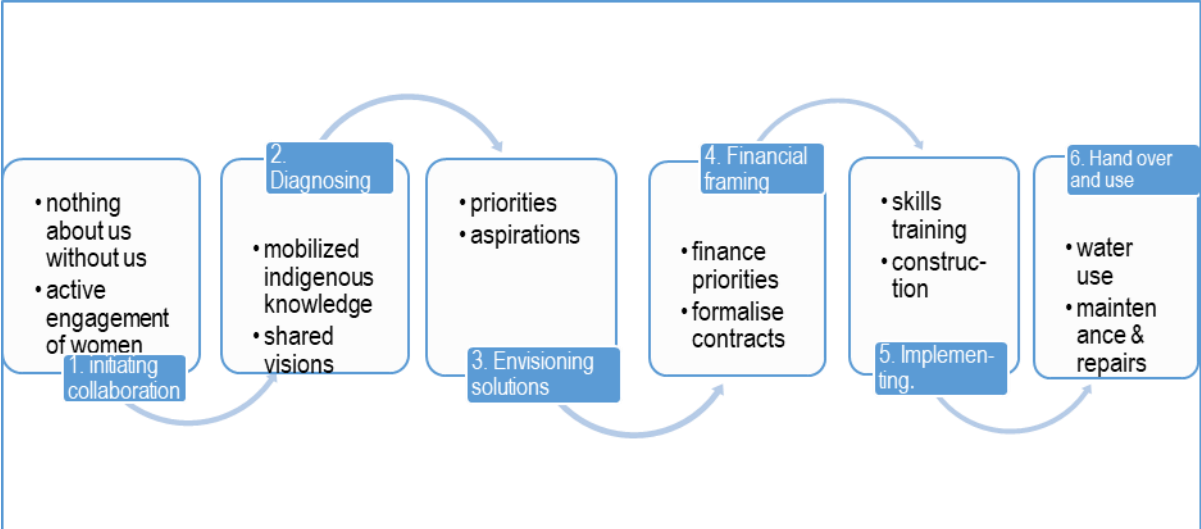 • nothing
about us
without us
• active
engagement
of women
1. initiating
collaboration
2.
Diagnosing
• mobilized
indigenous
knowledge
• shared
visions
• priorities
• aspirations
3. Envisioning
solutions
4. Financial
framing
• finance
priorities
• formalise
contracts
• skills
training
• construc-
tion
5. Implemen-
ting.
6. Hand over
and use
• water
use
• mainten
ance &
repairs